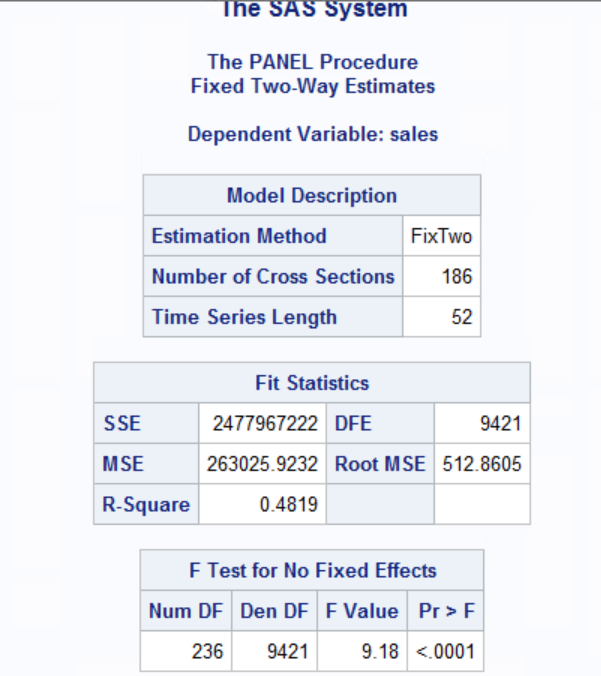 The SAS System
The PANEL Procedure
Fixed Two-Way Estimates
Dependent Variable: sales
Model Description
Estimation Method FixTwo
Number of Cross Sections 186
Time Series Length 52
Fit Statistics
SSE 2477967222 DFE 9421
MSE 263025.9232 Root MSE 512.8605
R-Square 0.4819
F Test for No Fixed Effects
Num DF Den DF F Value Pr > F
236 9421 9.18 <.0001